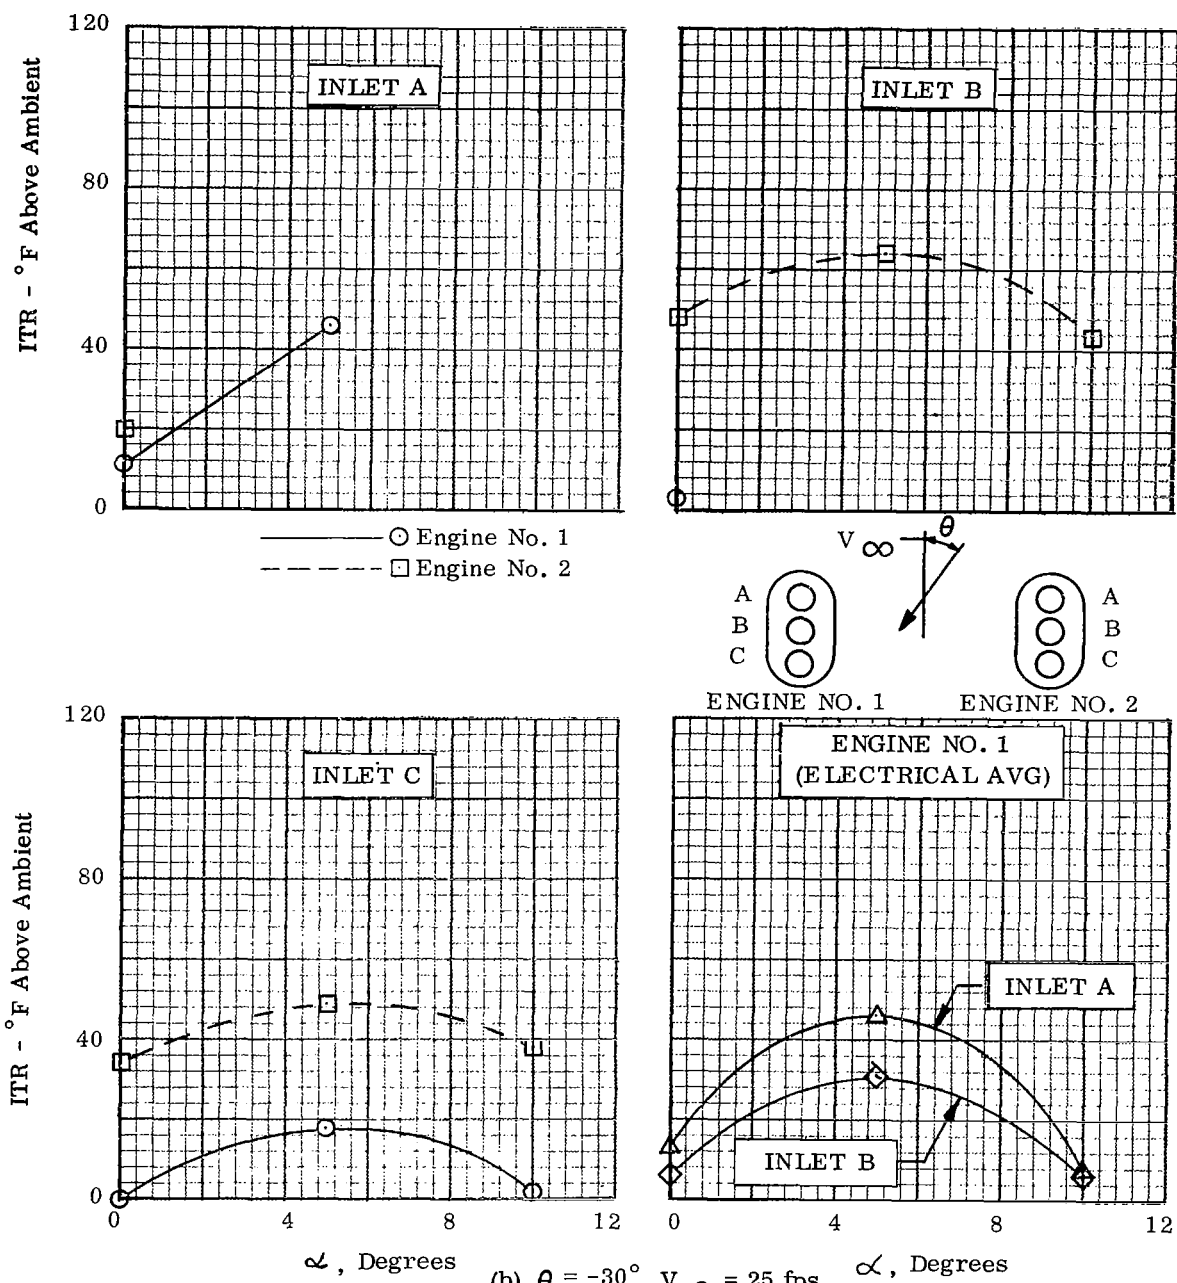 120
INLET A
INLET B
80
40
0
ITR - °F Above Ambient
Engine No. 1
Engine No. 2
V∞
θ
A
B
C
A
B
C
ENGINE NO. 1
ENGINE NO. 2
120
INLET C
ENGINE NO. 1
(ELECTRICAL AVG)
80
40
0
ITR - °F Above Ambient
INLET A
INLET B
0 4 8 12
0 4 8 12
α, Degrees
α, Degrees
(b) θ = -30° V∞ = 25 fps